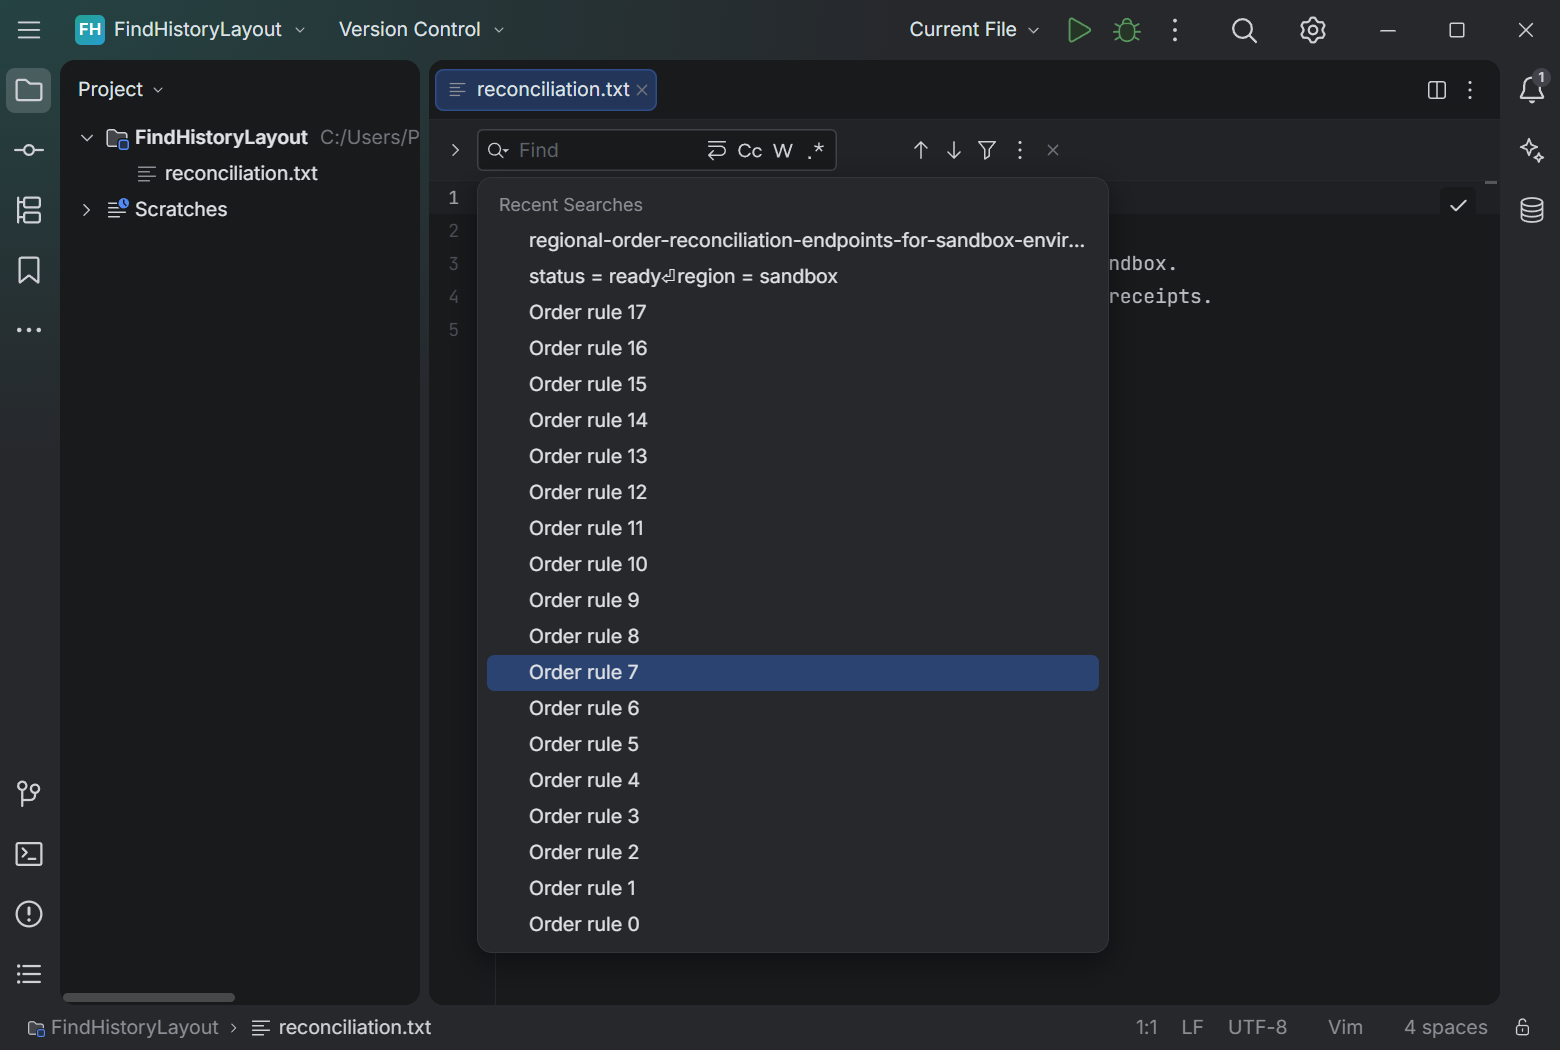 FH FindHistoryLayout Version Control Current File
Project
reconciliation.txt
1
FindHistoryLayout C:/Users/P
Find Cc W .*
reconciliation.txt
Scratches
1
2
3
4
5
Recent Searches
regional-order-reconciliation-endpoints-for-sandbox-envir...
status = ready⏎region = sandbox
Order rule 17
Order rule 16
Order rule 15
Order rule 14
Order rule 13
Order rule 12
Order rule 11
Order rule 10
Order rule 9
Order rule 8
Order rule 7
Order rule 6
Order rule 5
Order rule 4
Order rule 3
Order rule 2
Order rule 1
Order rule 0
ndbox.
receipts.
FindHistoryLayout › reconciliation.txt 1:1 LF UTF-8 Vim 4 spaces